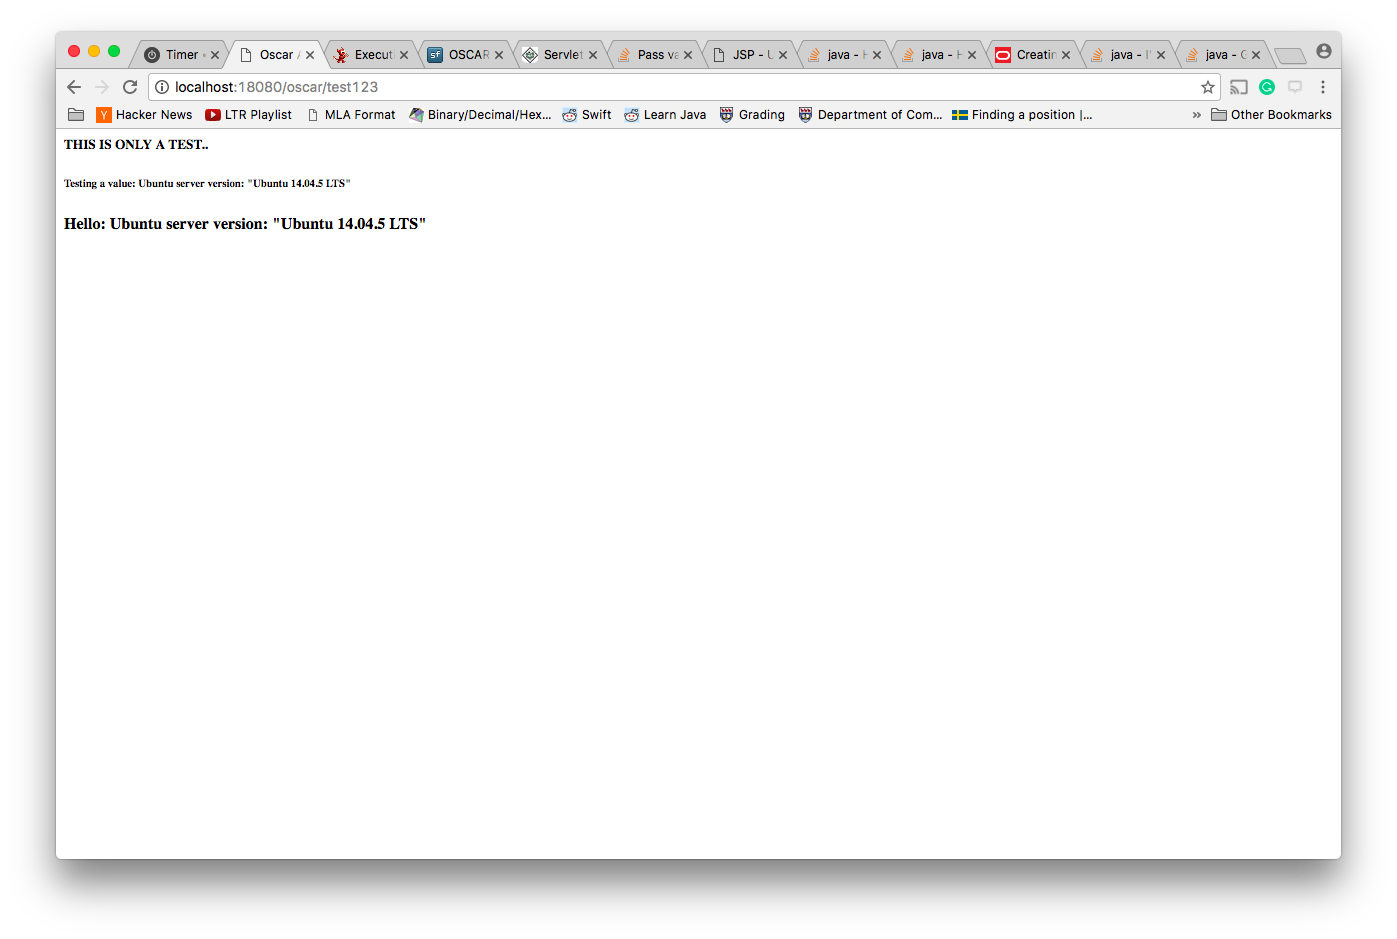 Timer
Oscar
Execut
OSCAR
Servlet
Pass va
JSP - U
java - H
java - H
Creatin
java - I'
java - C
localhost:18080/oscar/test123
Hacker News
LTR Playlist
MLA Format
Binary/Decimal/Hex...
Swift
Learn Java
Grading
Department of Com...
Finding a position |...
»
Other Bookmarks
THIS IS ONLY A TEST..
Testing a value: Ubuntu server version: "Ubuntu 14.04.5 LTS"
Hello: Ubuntu server version: "Ubuntu 14.04.5 LTS"